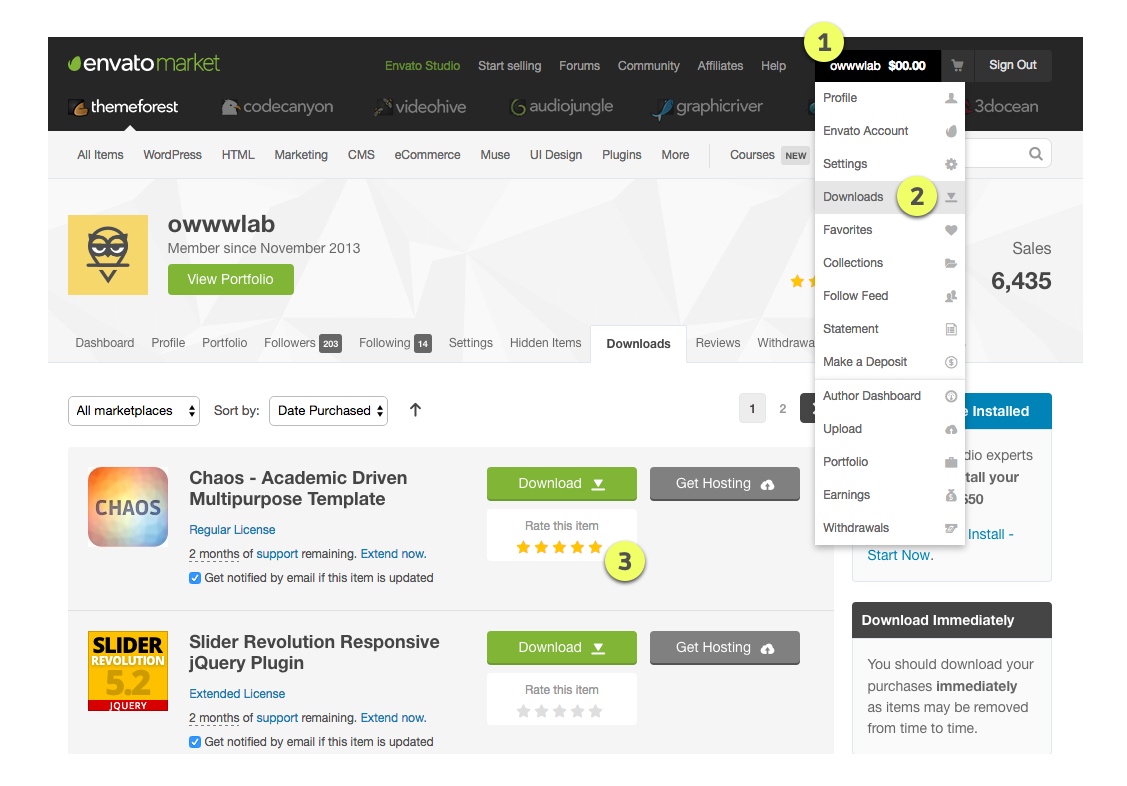 1
envatomarket
Envato Studio Start selling Forums Community Affiliates Help owwwlab $00.00 Sign Out
themeforest codecanyon videohive audiojungle graphicriver 3docean
Profile
Envato Account
Settings
Downloads 2
Favorites
Collections
Follow Feed
Statement
Make a Deposit
Author Dashboard
Upload
Portfolio
Earnings
Withdrawals
All Items WordPress HTML Marketing CMS eCommerce Muse UI Design Plugins More Courses NEW
owwwlab
Member since November 2013
View Portfolio
Sales
6,435
Dashboard Profile Portfolio Followers 203 Following 14 Settings Hidden Items Downloads Reviews Withdrawa
All marketplaces Sort by: Date Purchased 1 2
CHAOS
Chaos - Academic Driven
Multipurpose Template
Regular License
2 months of support remaining. Extend now.
Get notified by email if this item is updated
Download Get Hosting
Rate this item
3
SLIDER
REVOLUTION
5.2
JQUERY
Slider Revolution Responsive
jQuery Plugin
Extended License
2 months of support remaining. Extend now.
Get notified by email if this item is updated
Download Get Hosting
Rate this item
e Installed
dio experts
tall your
$50
Install -
Start Now.
Download Immediately
You should download your
purchases immediately
as items may be removed
from time to time.